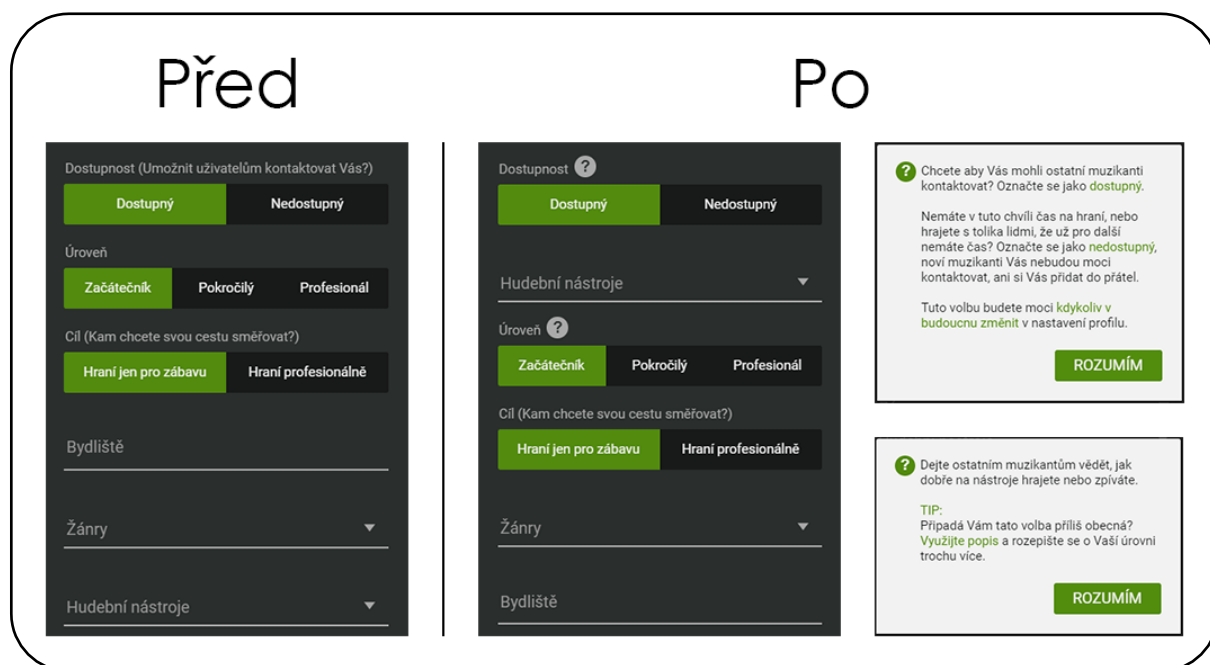 Před
Dostupnost (Umožnit uživatelům kontaktovat Vás?)
Dostupný Nedostupný
Úroveň
Začátečník Pokročilý Profesionál
Cíl (Kam chcete svou cestu směřovat?)
Hraní jen pro zábavu Hraní profesionálně
Bydliště
Žánry
Hudební nástroje
Po
Dostupnost ?
Dostupný Nedostupný
Hudební nástroje
Úroveň ?
Začátečník Pokročilý Profesionál
Cíl (Kam chcete svou cestu směřovat?)
Hraní jen pro zábavu Hraní profesionálně
Žánry
Bydliště
? Chcete aby Vás mohli ostatní muzikanti
kontaktovat? Označte se jako dostupný.
Nemáte v tuto chvíli čas na hraní, nebo
hrajete s tolika lidmi, že už pro další
nemáte čas? Označte se jako nedostupný,
noví muzikanti Vás nebudou moci
kontaktovat, ani si Vás přidat do přátel.
Tuto volbu budete moci kdykoliv v
budoucnu změnit v nastavení profilu.
ROZUMÍM
? Dejte ostatním muzikantům vědět, jak
dobře na nástroje hrajete nebo zpíváte.
TIP:
Připadá Vám tato volba příliš obecná?
Využijte popis a rozepište se o Vaší úrovni
trochu více.
ROZUMÍM